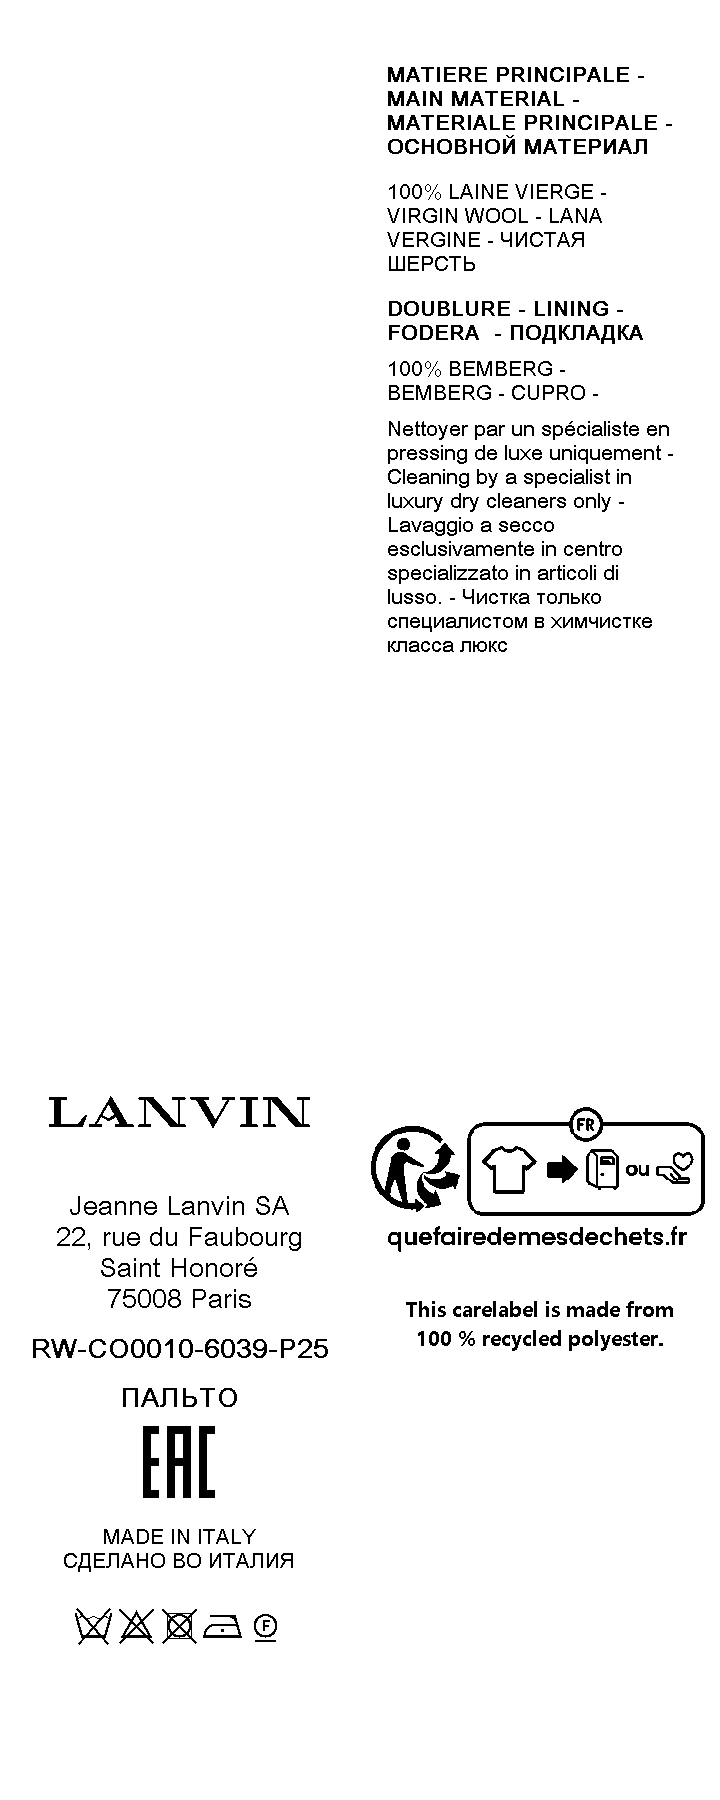 MATIERE PRINCIPALE -
MAIN MATERIAL -
MATERIALE PRINCIPALE -
ОСНОВНОЙ МАТЕРИАЛ
100% LAINE VIERGE -
VIRGIN WOOL - LANA
VERGINE - ЧИСТАЯ
ШЕРСТЬ
DOUBLURE - LINING -
FODERA - ПОДКЛАДКА
100% BEMBERG -
BEMBERG - CUPRO -
Nettoyer par un spécialiste en
pressing de luxe uniquement -
Cleaning by a specialist in
luxury dry cleaners only -
Lavaggio a secco
esclusivamente in centro
specializzato in articoli di
lusso. - Чистка только
специалистом в химчистке
класса люкс
LANVIN
Jeanne Lanvin SA
22, rue du Faubourg
Saint Honoré
75008 Paris
RW-CO0010-6039-P25
ПАЛЬТО
EAC
MADE IN ITALY
СДЕЛАНО ВО ИТАЛИЯ
F
FR
ou
quefairedemesdechets.fr
This carelabel is made from
100 % recycled polyester.